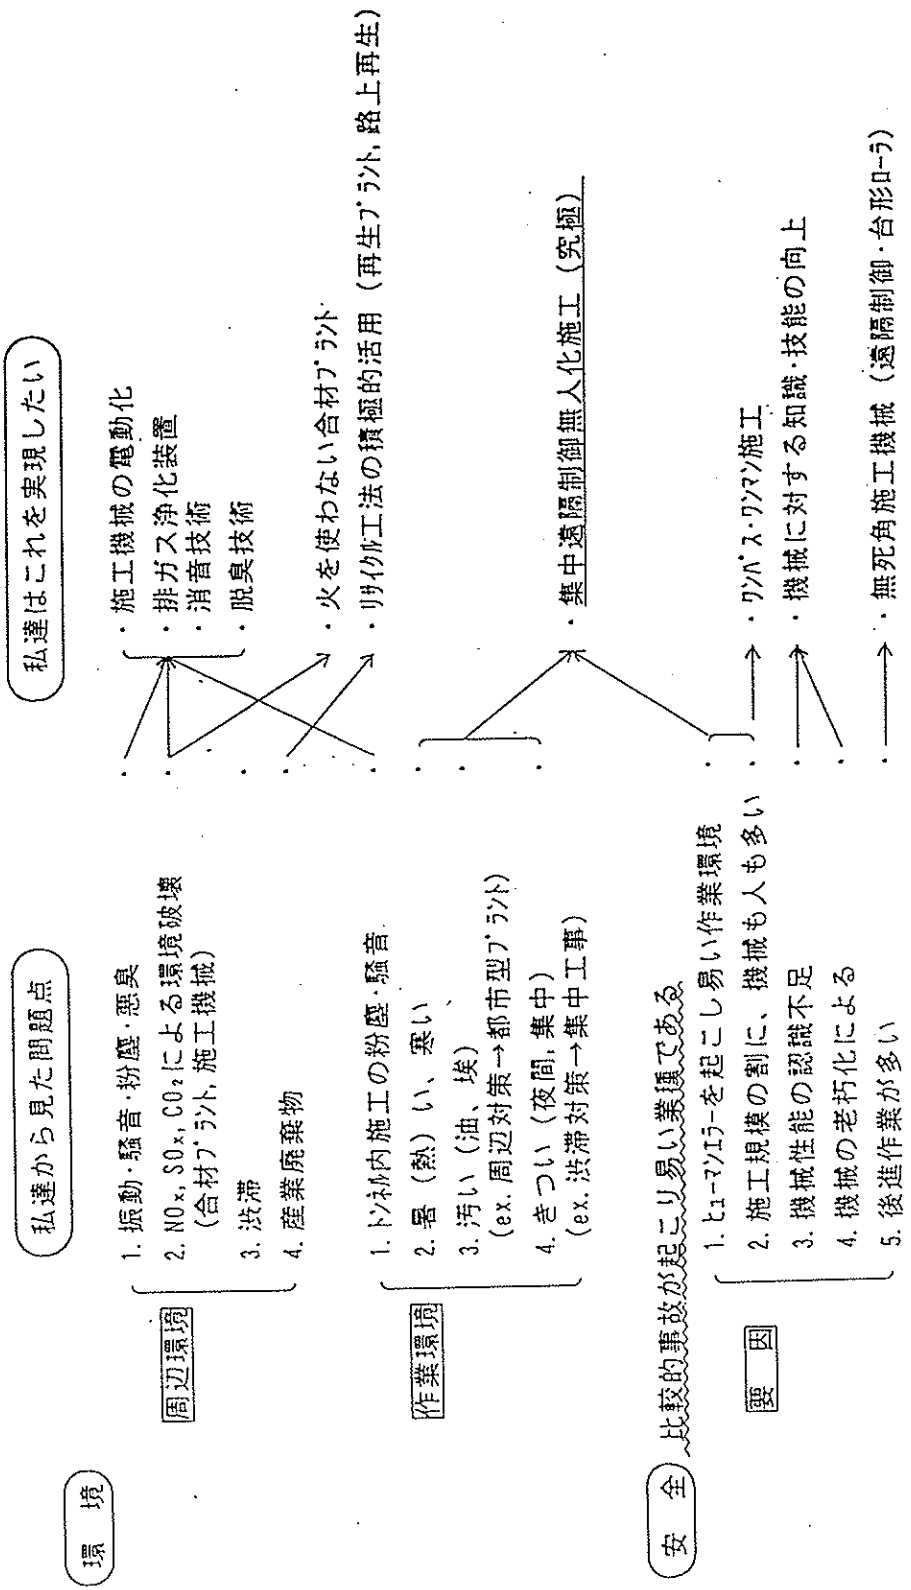 私達から見た問題点
私達はこれを実現したい
環 境
周辺環境
1. 振動・騒音・粉塵・悪臭
2. NOx, SOx, CO₂による環境破壊
(合材プラント, 施工機械)
3. 渋滞
4. 産業廃棄物
・施工機械の電動化
・排ガス浄化装置
・消音技術
・脱臭技術
・火を使わない合材プラント
・リサイクル工法の積極的活用 (再生プラント, 路上再生)
作業環境
1. トンネル内施工の粉塵・騒音
2. 暑(熱)い、寒い
3. 汚い(油、埃)
(ex. 周辺対策→都市型プラント)
4. きつい(夜間, 集中)
(ex. 渋滞対策→集中工事)
・集中遠隔制御無人化施工(究極)
安 全
比較的事故が起こり易い業種である
要 因
1. ヒューマンエラーを起こし易い作業環境
2. 施工規模の割に、機械も人も多い
3. 機械性能の認識不足
4. 機械の老朽化による
5. 後進作業が多い
・ワンパス・ワンマン施工
・機械に対する知識・技能の向上
・無死角施工機械(遠隔制御・台形ローラ)